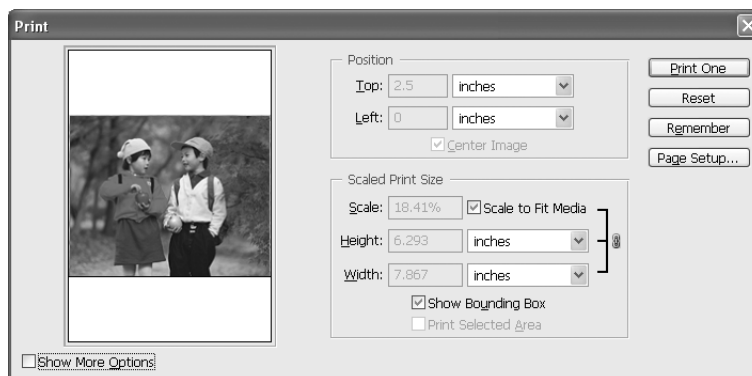 Print
Position
Top: 2.5 inches
Left: 0 inches
Center Image
Scaled Print Size
Scale: 18.41% Scale to Fit Media
Height: 6.293 inches
Width: 7.867 inches
Show Bounding Box
Print Selected Area
Print One
Reset
Remember
Page Setup...
Show More Options